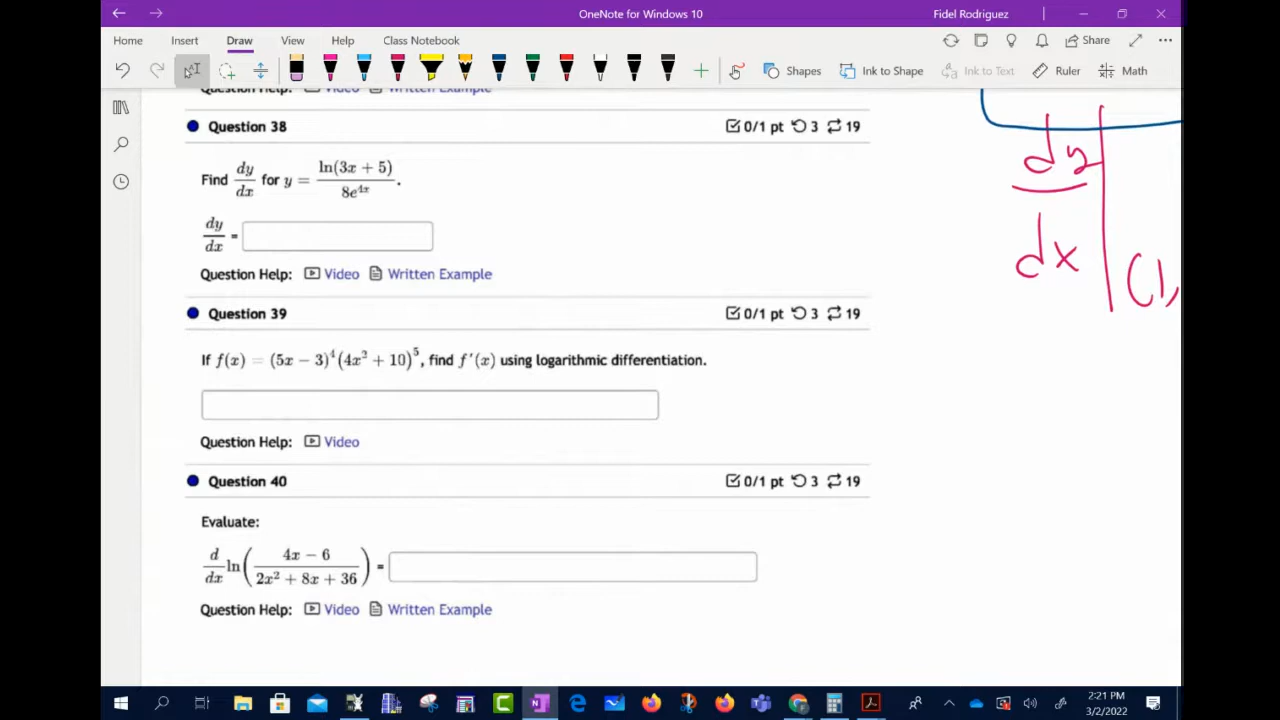 OneNote for Windows 10
Fidel Rodriguez
Home Insert Draw View Help Class Notebook
Share
Shapes Ink to Shape Ink to Text Ruler Math
Question Help: Video Written Example
Question 38 0/1 pt 3 19
Find dy/dx for y = ln(3x + 5)/8e^{4x}.
dy/dx =
Question Help: Video Written Example
Question 39 0/1 pt 3 19
If f(x) = (5x − 3)^4(4x^2 + 10)^5, find f′(x) using logarithmic differentiation.
Question Help: Video
Question 40 0/1 pt 3 19
Evaluate:
d/dx ln((4x − 6)/(2x^2 + 8x + 36)) =
Question Help: Video Written Example
dy
dx
(1,
2:21 PM
3/2/2022